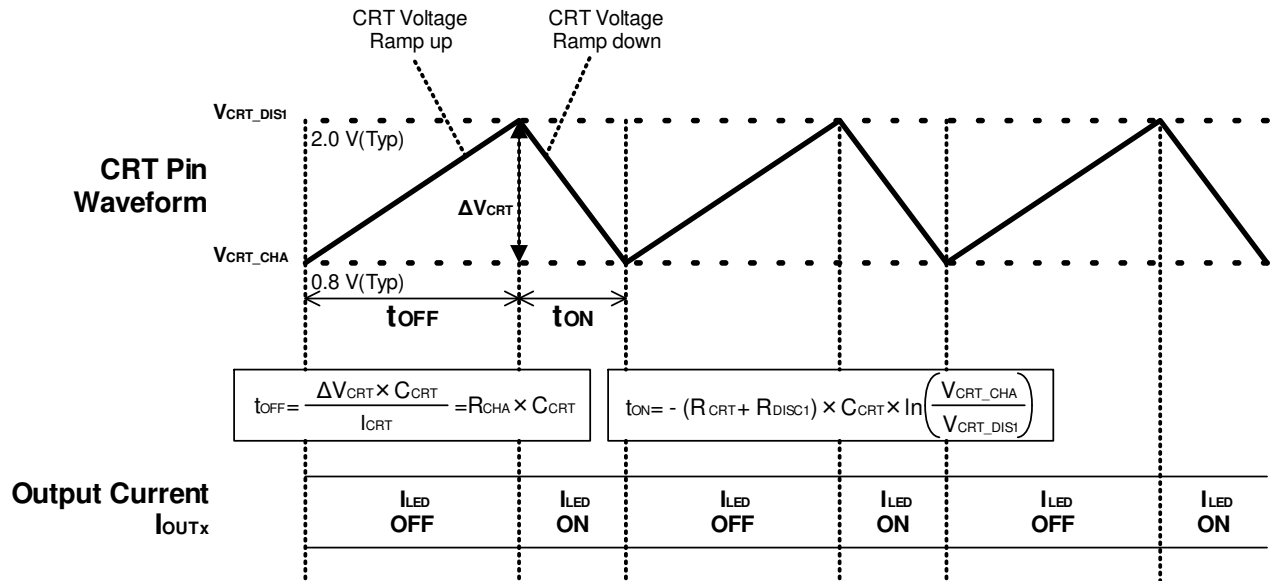 CRT Voltage
Ramp up
CRT Voltage
Ramp down
VCRT_DIS1
2.0 V(Typ)
CRT Pin
Waveform
ΔVCRT
VCRT_CHA
0.8 V(Typ)
tOFF
tON
tOFF= ΔVCRT × CCRT / ICRT =RCHA × CCRT
tON= - (RCRT + RDISC1) × CCRT × ln(VCRT_CHA / VCRT_DIS1)
Output Current
IOUTx
ILED
OFF
ILED
ON
ILED
OFF
ILED
ON
ILED
OFF
ILED
ON